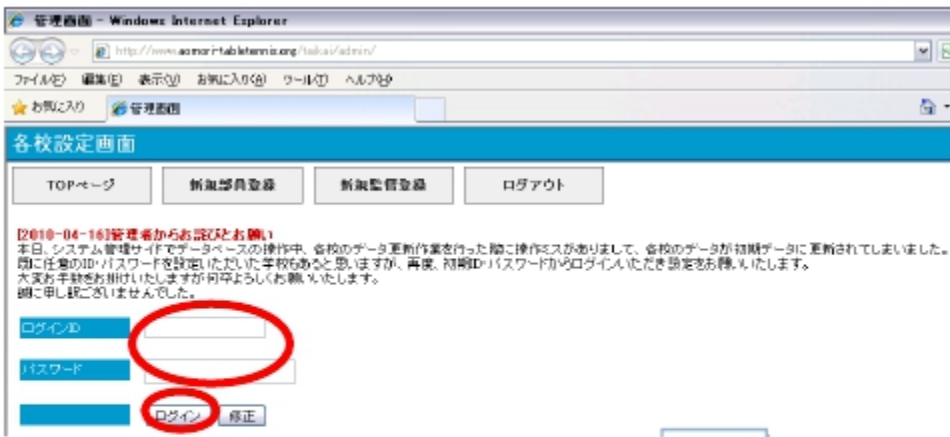 管理画面 - Windows Internet Explorer
http://www.aomori-tabletennis.org/taikai/admin/
ファイル(F) 編集(E) 表示(V) お気に入り(A) ツール(T) ヘルプ(H)
お気に入り 管理画面
各校設定画面
TOPページ 新規部員登録 新規監督登録 ログアウト
[2010-04-16]管理者からお詫びとお願い
本日、システム管理サイドでデータベースの操作中、各校のデータ更新作業を行った際に操作ミスがありまして、各校のデータが初期データに更新されてしまいました。
既に任意のID・パスワードを設定いただいた学校もあると思いますが、再度、初期ID・パスワードからログインいただき設定をお願いいたします。
大変お手数をお掛けいたしますが何卒よろしくお願いいたします。
誠に申し訳ございませんでした。
ログインID
パスワード
ログイン 修正